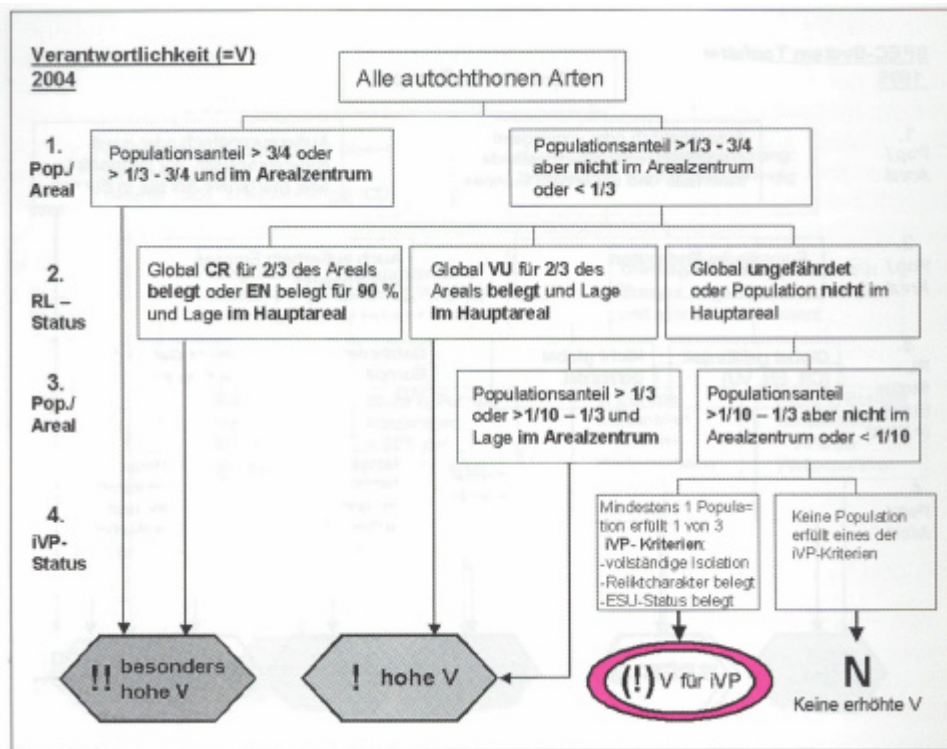 Verantwortlichkeit (=V)
2004
Alle autochthonen Arten
1.
Pop./
Areal
Populationsanteil > 3/4 oder
> 1/3 - 3/4 und im Arealzentrum
Populationsanteil >1/3 - 3/4
aber nicht im Arealzentrum
oder < 1/3
2.
RL –
Status
Global CR für 2/3 des Areals
belegt oder EN belegt für 90 %
und Lage im Hauptareal
Global VU für 2/3 des
Areals belegt und Lage
Im Hauptareal
Global ungefährdet
oder Population nicht im
Hauptareal
3.
Pop./
Areal
Populationsanteil > 1/3
oder >1/10 – 1/3 und
Lage im Arealzentrum
Populationsanteil
>1/10 – 1/3 aber nicht im
Arealzentrum oder < 1/10
4.
iVP-
Status
Mindestens 1 Popula=
tion erfüllt 1 von 3
iVP- Kriterien:
-vollständige Isolation
-Reliktcharakter belegt
-ESU-Status belegt
Keine Population
erfüllt eines der
iVP-Kriterien
!! besonders
hohe V
! hohe V
(!) V für iVP
N
Keine erhöhte V